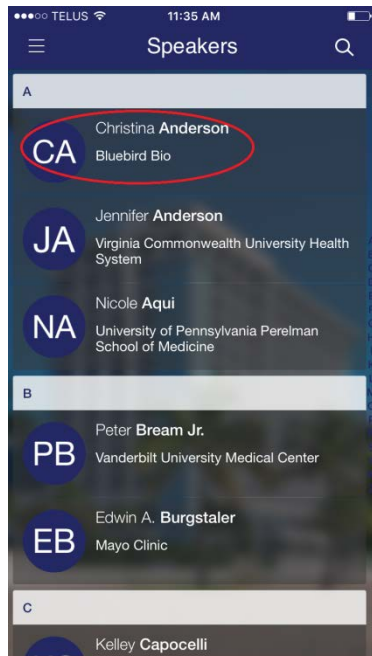 TELUS 11:35 AM
Speakers
A
CA
Christina Anderson
Bluebird Bio
JA
Jennifer Anderson
Virginia Commonwealth University Health
System
NA
Nicole Aqui
University of Pennsylvania Perelman
School of Medicine
B
PB
Peter Bream Jr.
Vanderbilt University Medical Center
EB
Edwin A. Burgstaler
Mayo Clinic
C
Kelley Capocelli